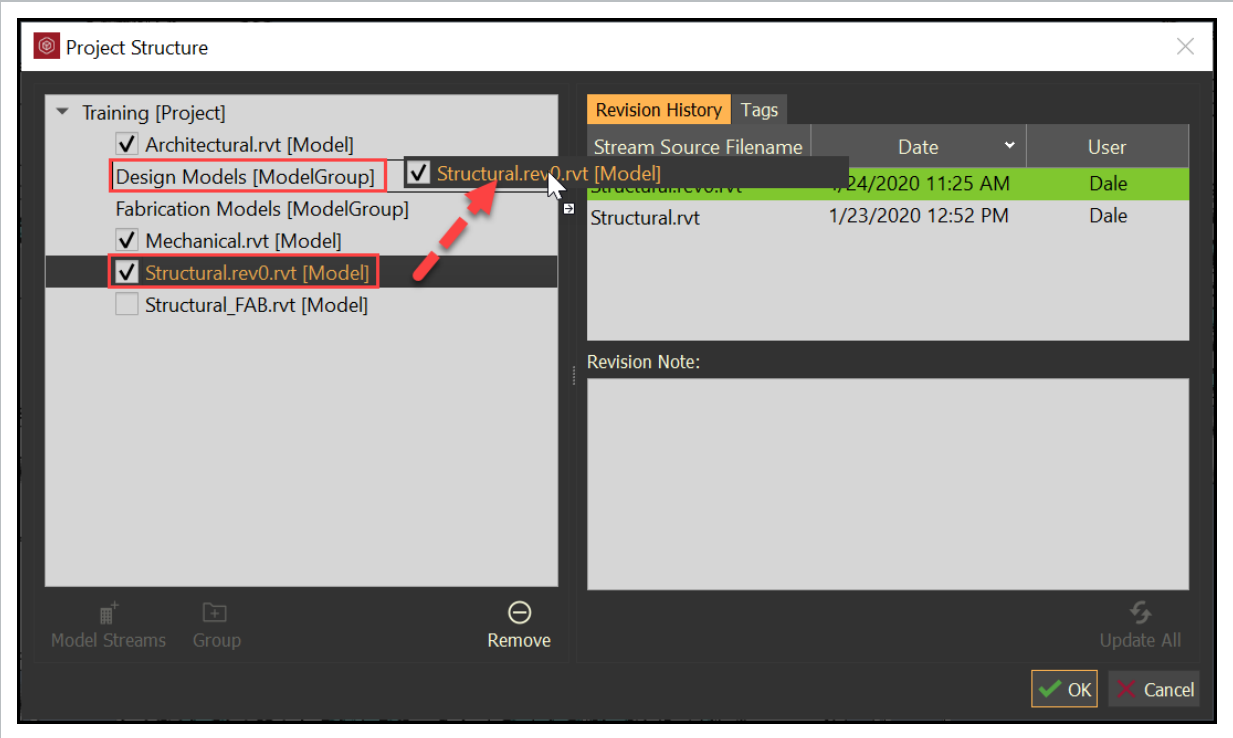 Project Structure
Training [Project]
Architectural.rvt [Model]
Design Models [ModelGroup]
Structural.rev0.rvt [Model]
Fabrication Models [ModelGroup]
Mechanical.rvt [Model]
Structural.rev0.rvt [Model]
Structural_FAB.rvt [Model]
Model Streams
Group
Remove
Revision History
Tags
Stream Source Filename Date User
Structural.rev0.rvt /24/2020 11:25 AM Dale
Structural.rvt 1/23/2020 12:52 PM Dale
Revision Note:
Update All
OK
Cancel